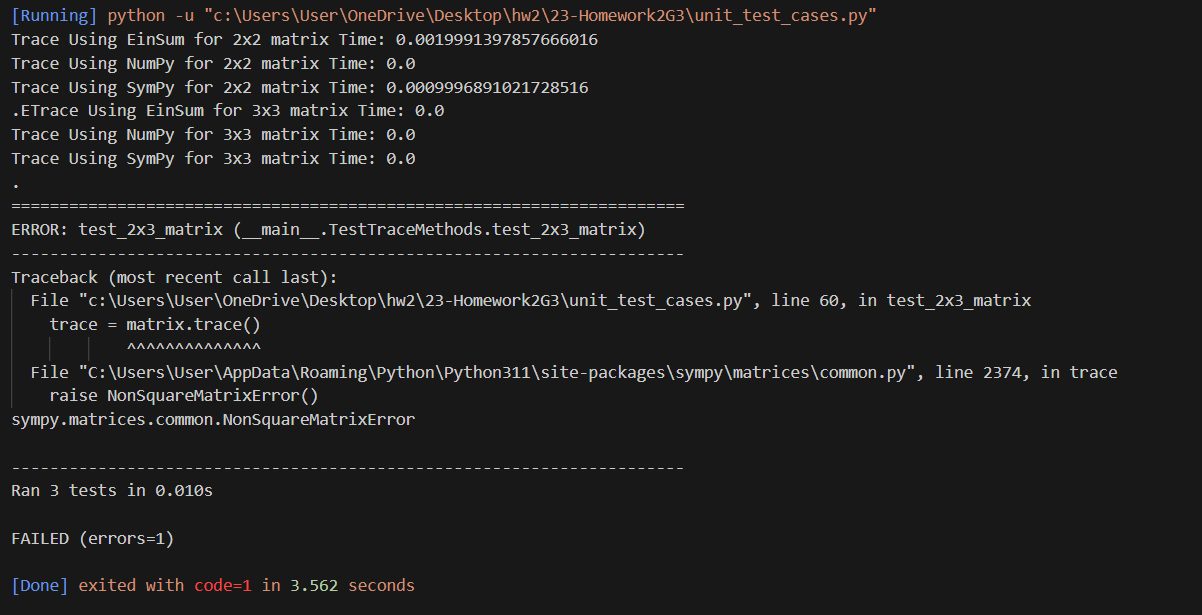 [Running] python -u "c:\Users\User\OneDrive\Desktop\hw2\23-Homework2G3\unit_test_cases.py"
Trace Using EinSum for 2x2 matrix Time: 0.0019991397857666016
Trace Using NumPy for 2x2 matrix Time: 0.0
Trace Using SymPy for 2x2 matrix Time: 0.0009996891021728516
.ETrace Using EinSum for 3x3 matrix Time: 0.0
Trace Using NumPy for 3x3 matrix Time: 0.0
Trace Using SymPy for 3x3 matrix Time: 0.0
.
======================================================================
ERROR: test_2x3_matrix (__main__.TestTraceMethods.test_2x3_matrix)
----------------------------------------------------------------------
Traceback (most recent call last):
  File "c:\Users\User\OneDrive\Desktop\hw2\23-Homework2G3\unit_test_cases.py", line 60, in test_2x3_matrix
    trace = matrix.trace()
            ^^^^^^^^^^^^^^
  File "C:\Users\User\AppData\Roaming\Python\Python311\site-packages\sympy\matrices\common.py", line 2374, in trace
    raise NonSquareMatrixError()
sympy.matrices.common.NonSquareMatrixError

----------------------------------------------------------------------
Ran 3 tests in 0.010s

FAILED (errors=1)

[Done] exited with code=1 in 3.562 seconds